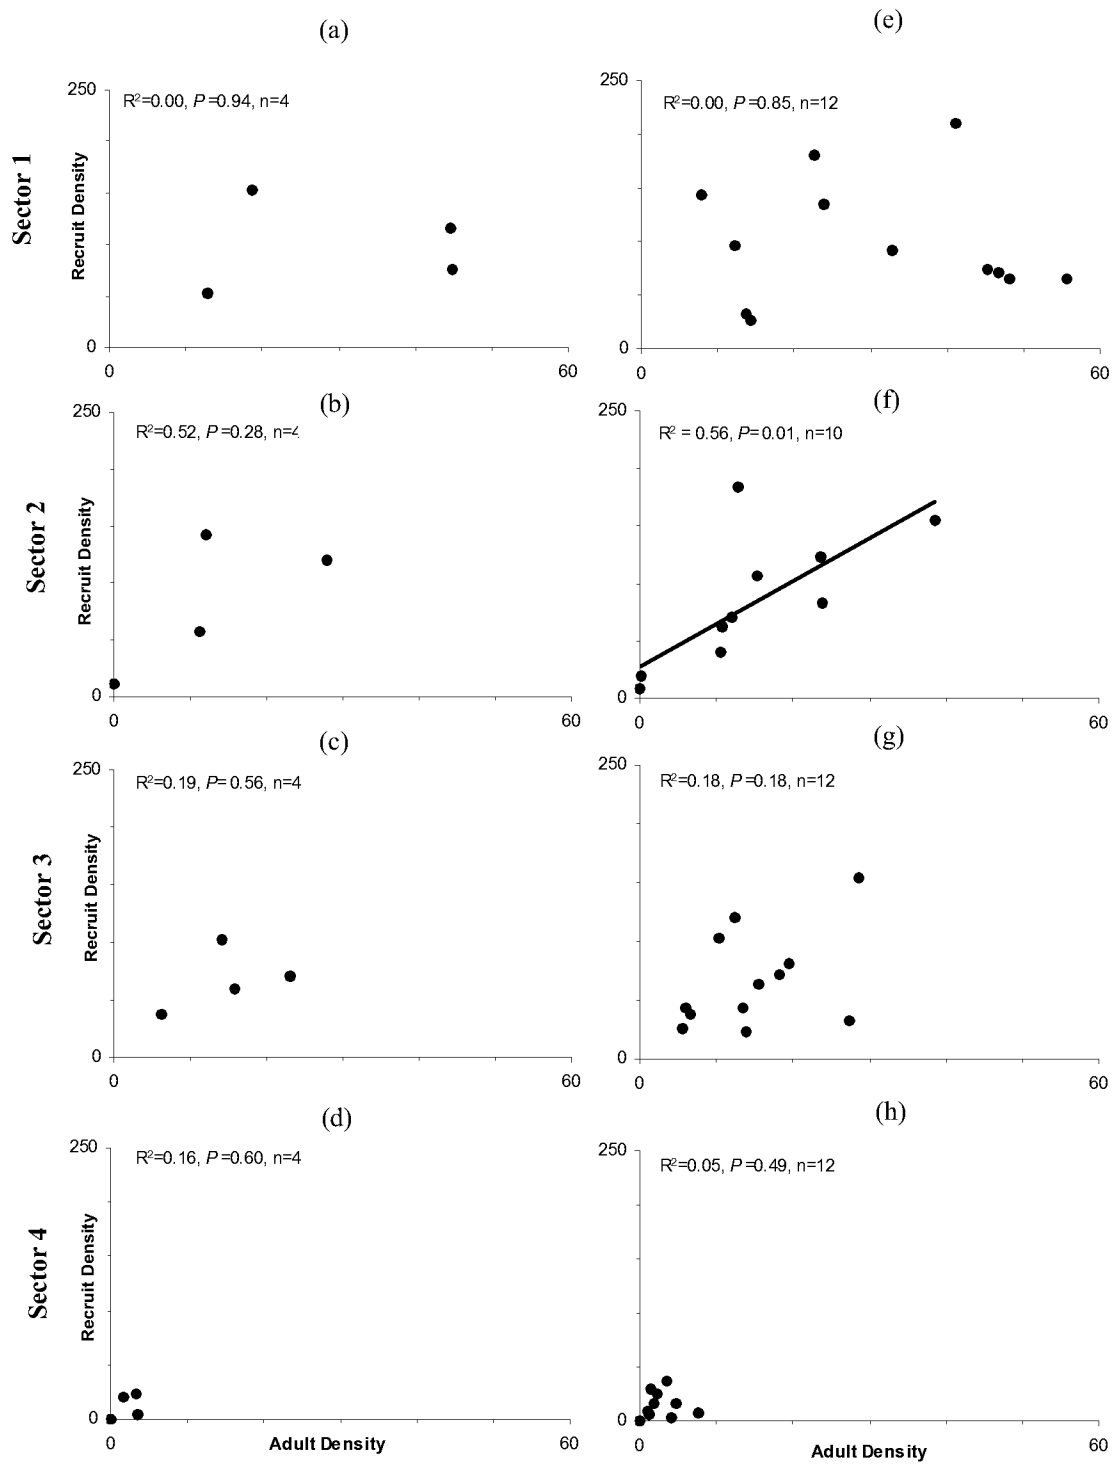 (a)
250
R²=0.00, P=0.94, n=4
Sector 1
Recruit Density
0
0
60
(e)
250
R²=0.00, P=0.85, n=12
0
0
60
(b)
250
R²=0.52, P=0.28, n=4
Sector 2
Recruit Density
0
0
60
(f)
250
R² = 0.56, P=0.01, n=10
0
0
60
(c)
250
R²=0.19, P=0.56, n=4
Sector 3
Recruit Density
0
0
60
(g)
250
R²=0.18, P=0.18, n=12
0
0
60
(d)
250
R²=0.16, P=0.60, n=4
Sector 4
Recruit Density
0
0
60
Adult Density
(h)
250
R²=0.05, P=0.49, n=12
0
0
60
Adult Density